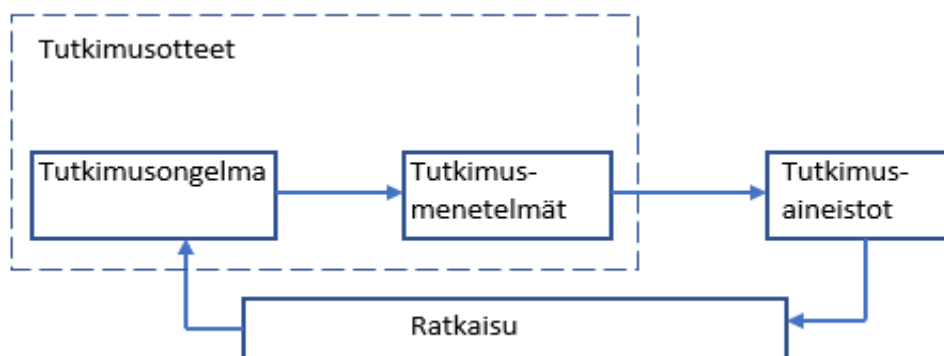 Tutkimusotteet
Tutkimusongelma
Tutkimus-
menetelmät
Tutkimus-
aineistot
Ratkaisu